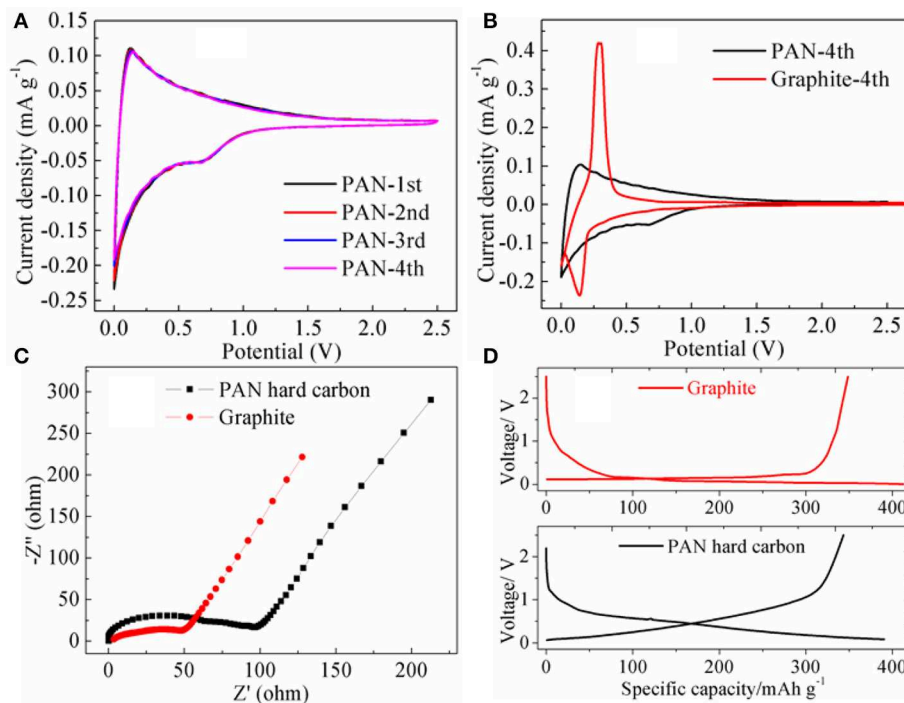 A
0.15
0.10
0.05
0.00
-0.05
-0.10
-0.15
-0.20
-0.25
Current density (mA g⁻¹)
PAN-1st
PAN-2nd
PAN-3rd
PAN-4th
0.0 0.5 1.0 1.5 2.0 2.5
Potential (V)
B
0.4
0.3
0.2
0.1
0.0
-0.1
-0.2
Current density (mA g⁻¹)
PAN-4th
Graphite-4th
0.0 0.5 1.0 1.5 2.0 2.5
Potential (V)
C
300
250
200
150
100
50
0
-Z'' (ohm)
PAN hard carbon
Graphite
0 50 100 150 200
Z' (ohm)
D
Graphite
Voltage/ V
2
1
0
0 100 200 300 400
PAN hard carbon
Voltage/ V
2
1
0
0 100 200 300 400
Specific capacity/mAh g⁻¹